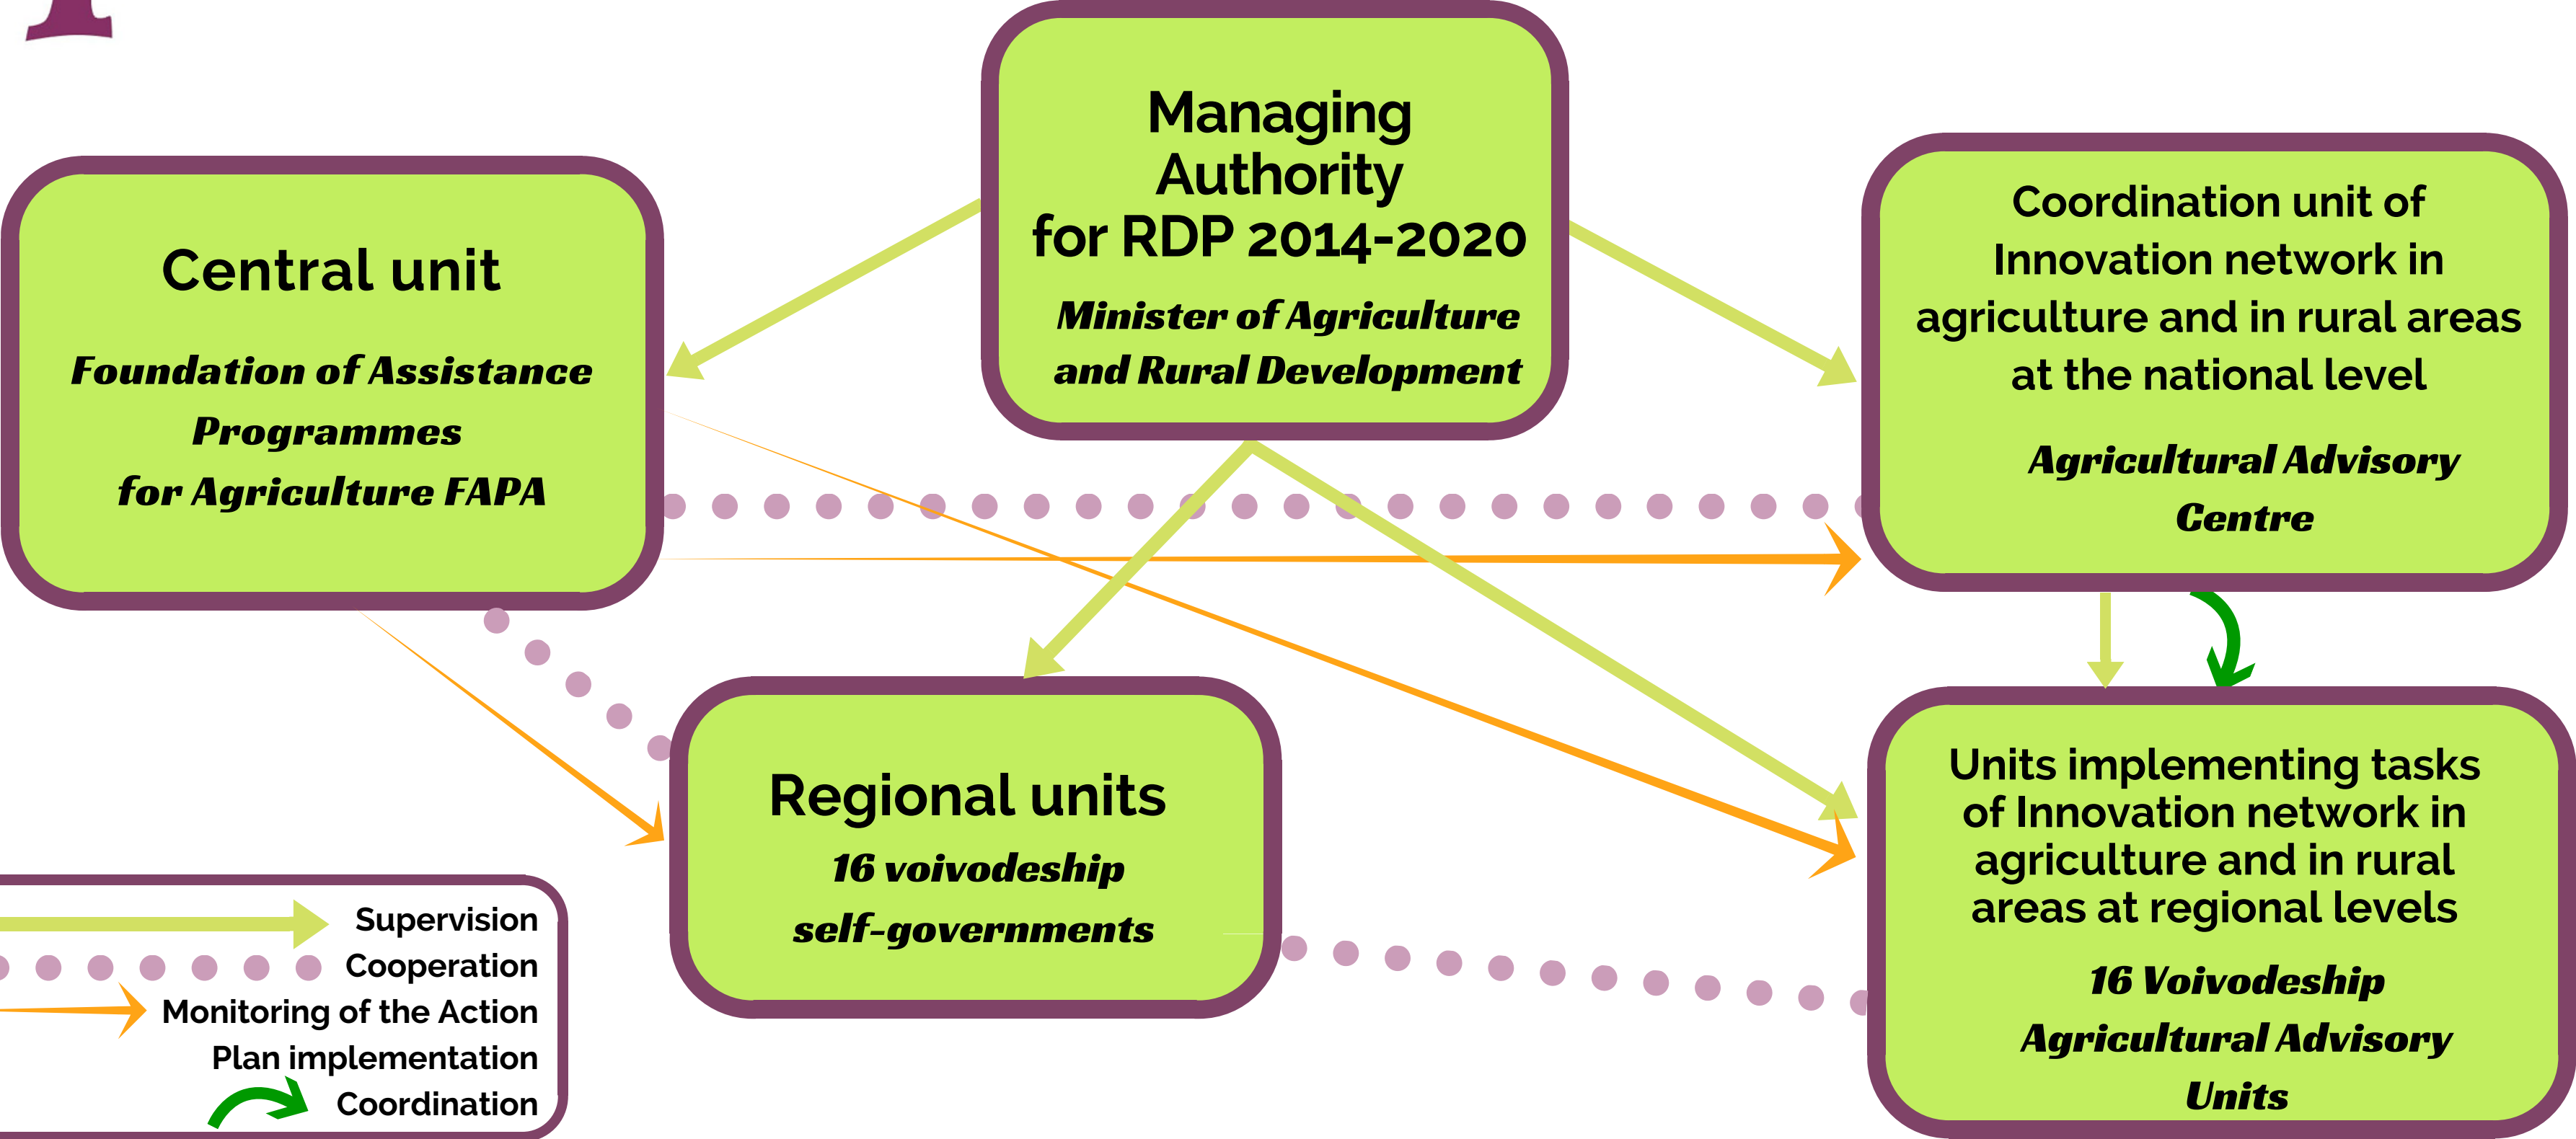 Managing
Authority
for RDP 2014-2020
Minister of Agriculture
and Rural Development
Central unit
Foundation of Assistance
Programmes
for Agriculture FAPA
Coordination unit of
Innovation network in
agriculture and in rural areas
at the national level
Agricultural Advisory
Centre
Regional units
16 voivodeship
self-governments
Units implementing tasks
of Innovation network in
agriculture and in rural
areas at regional levels
16 Voivodeship
Agricultural Advisory
Units
Supervision
Cooperation
Monitoring of the Action
Plan implementation
Coordination